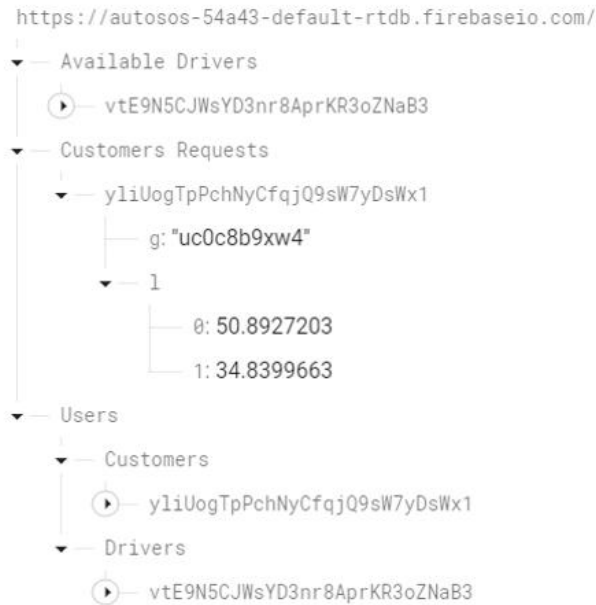 https://autosos-54a43-default-rtdb.firebaseio.com/
Available Drivers
vtE9N5CJWsYD3nr8AprKR3oZNaB3
Customers Requests
yliUogTpPchNyCfqjQ9sW7yDsWx1
g: "uc0c8b9xw4"
l
0: 50.8927203
1: 34.8399663
Users
Customers
yliUogTpPchNyCfqjQ9sW7yDsWx1
Drivers
vtE9N5CJWsYD3nr8AprKR3oZNaB3